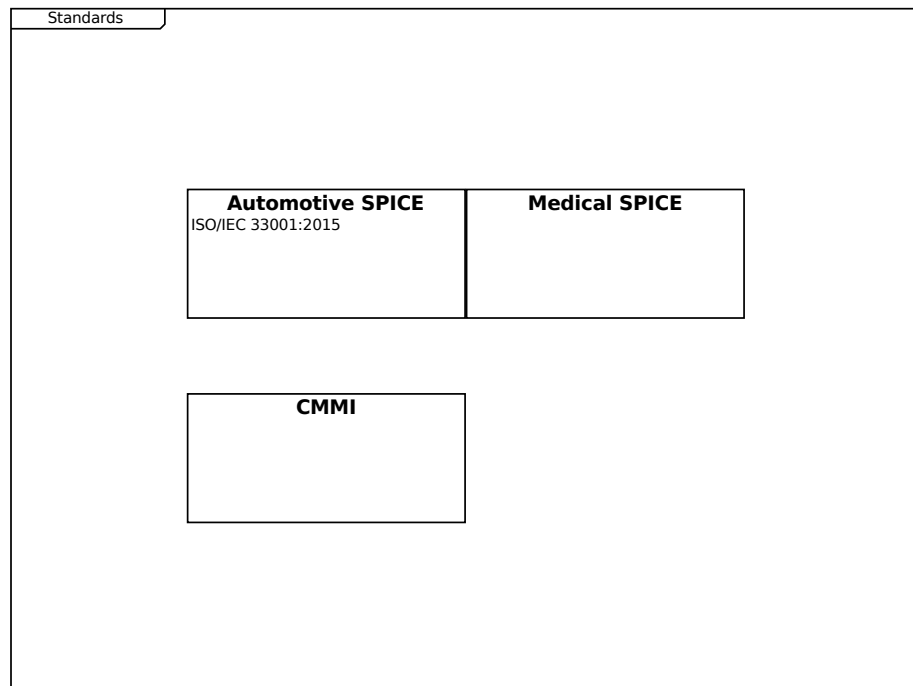 Standards
Automotive SPICE
ISO/IEC 33001:2015
Medical SPICE
CMMI